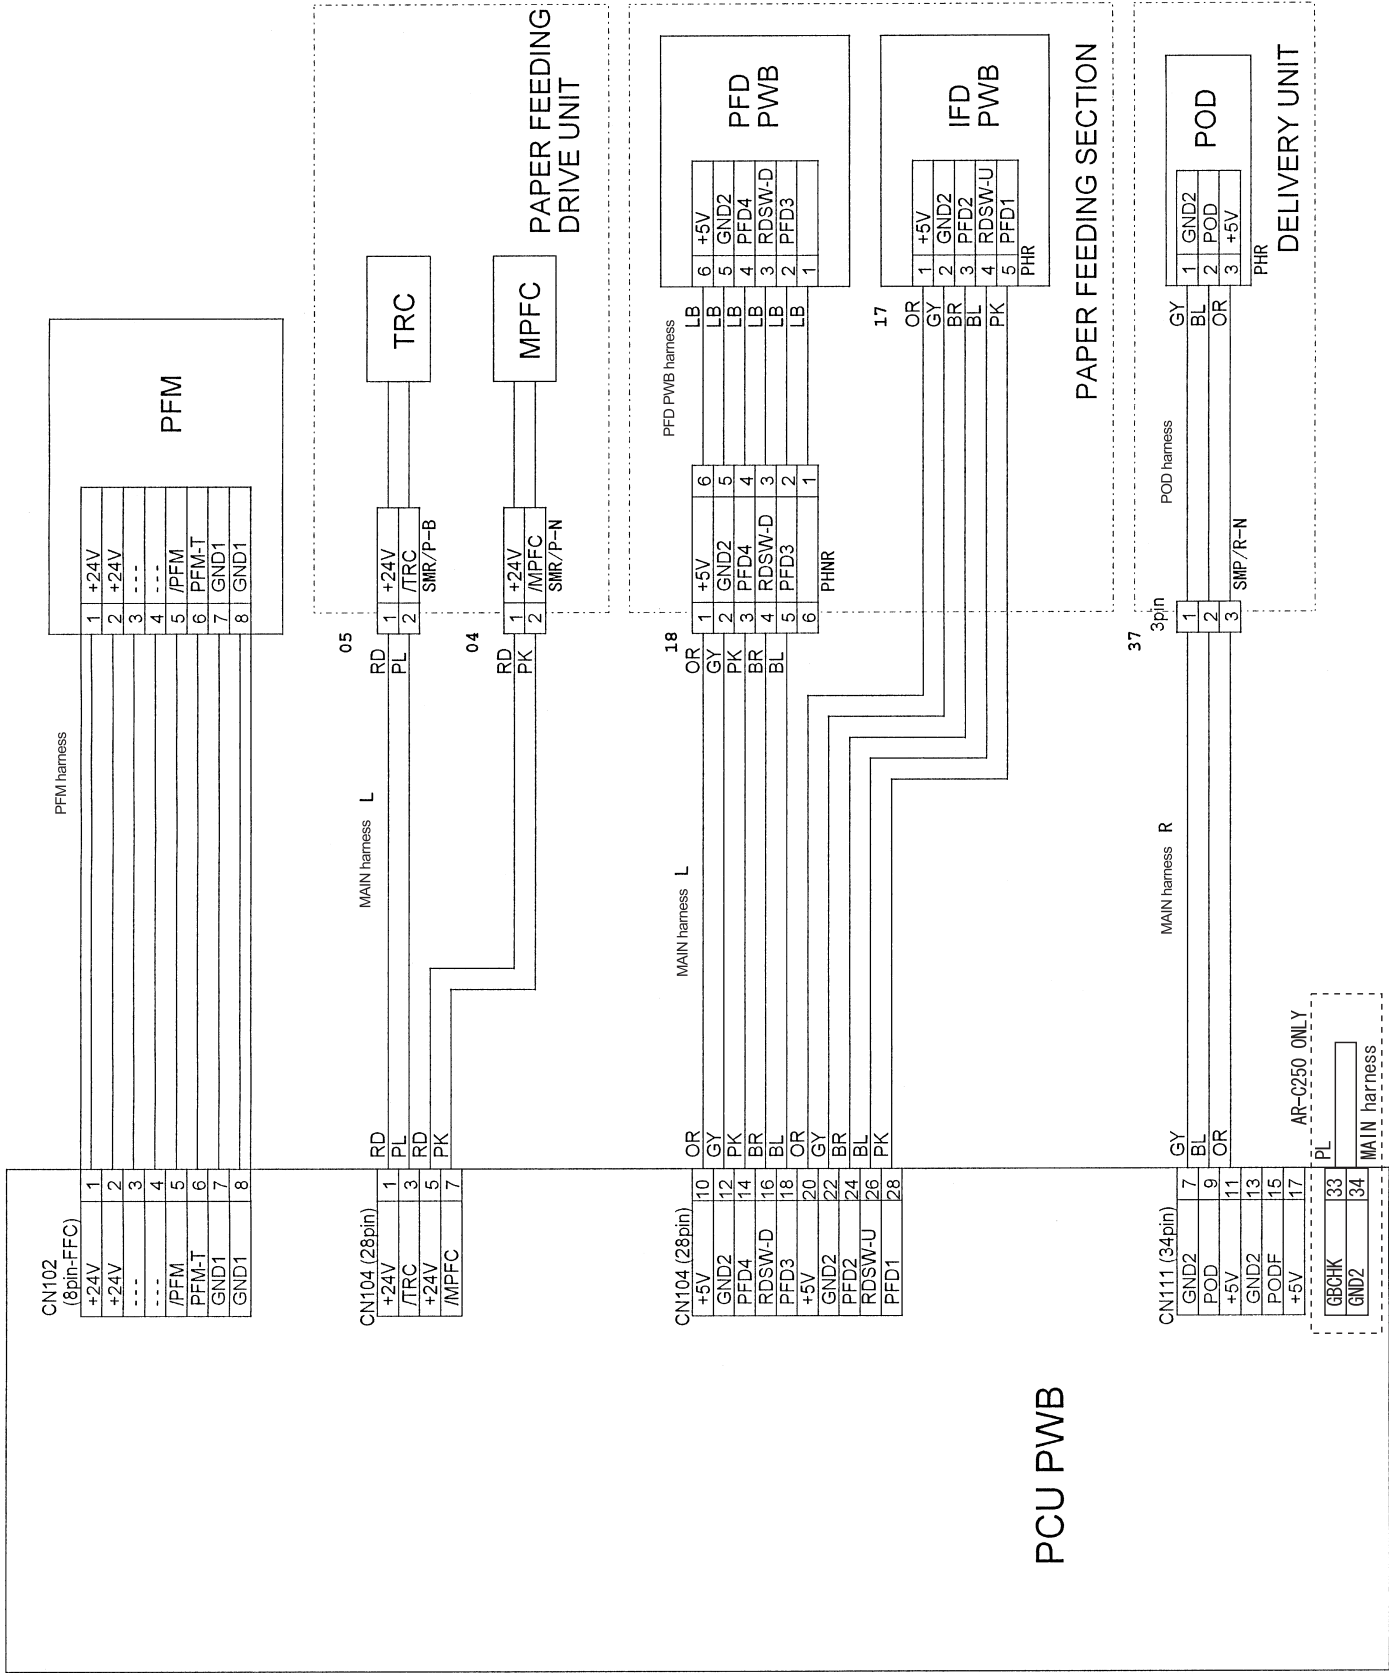 PCU PWB
CN102
(8pin-FFC)
+24V 1
+24V 2
--- 3
--- 4
/PFM 5
PFM-T 6
GND1 7
GND1 8
PFM harness
1 +24V
2 +24V
3 ---
4 ---
5 /PFM
6 PFM-T
7 GND1
8 GND1
PFM
CN104 (28pin)
+24V 1 RD
/TRC 3 PL
+24V 5 RD
/MPFC 7 PK
MAIN harness L
05
RD 1 +24V
PL 2 /TRC
SMR/P-B
TRC
04
RD 1 +24V
PK 2 /MPFC
SMR/P-N
MPFC
PAPER FEEDING
DRIVE UNIT
CN104 (28pin)
+5V 10 OR
GND2 12 GY
PFD4 14 PK
RDSW-D 16 BR
PFD3 18 BL
+5V 20 OR
GND2 22 GY
PFD2 24 BR
RDSW-U 26 BL
PFD1 28 PK
MAIN harness L
18
OR 1 +5V 6
GY 2 GND2 5
PK 3 PFD4 4
BR 4 RDSW-D 3
BL 5 PFD3 2
6 1
PHNR
PFD PWB harness
LB 6 +5V
LB 5 GND2
LB 4 PFD4
LB 3 RDSW-D
LB 2 PFD3
LB 1
PFD
PWB
17
OR 1 +5V
GY 2 GND2
BR 3 PFD2
BL 4 RDSW-U
PK 5 PFD1
PHR
IFD
PWB
PAPER FEEDING SECTION
CN111 (34pin)
GND2 7 GY
POD 9 BL
+5V 11 OR
GND2 13
PODF 15
+5V 17
MAIN harness R
37
3pin
1
2
3
SMP/R-N
POD harness
GY 1 GND2
BL 2 POD
OR 3 +5V
PHR
POD
DELIVERY UNIT
AR-C250 ONLY
GBCHK 33 PL
GND2 34
MAIN harness